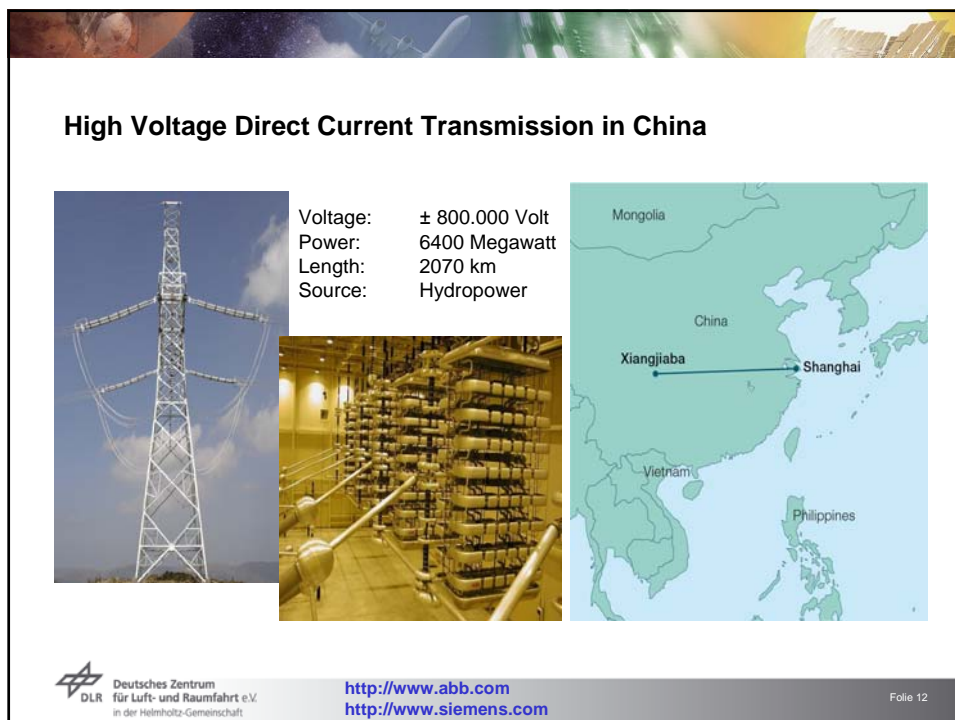 High Voltage Direct Current Transmission in China
Voltage: ± 800.000 Volt
Power: 6400 Megawatt
Length: 2070 km
Source: Hydropower
Mongolia
China
Xiangjiaba
Shanghai
Vietnam
Philippines
DLR
Deutsches Zentrum
für Luft- und Raumfahrt e.V.
in der Helmholtz-Gemeinschaft
http://www.abb.com
http://www.siemens.com
Folie 12